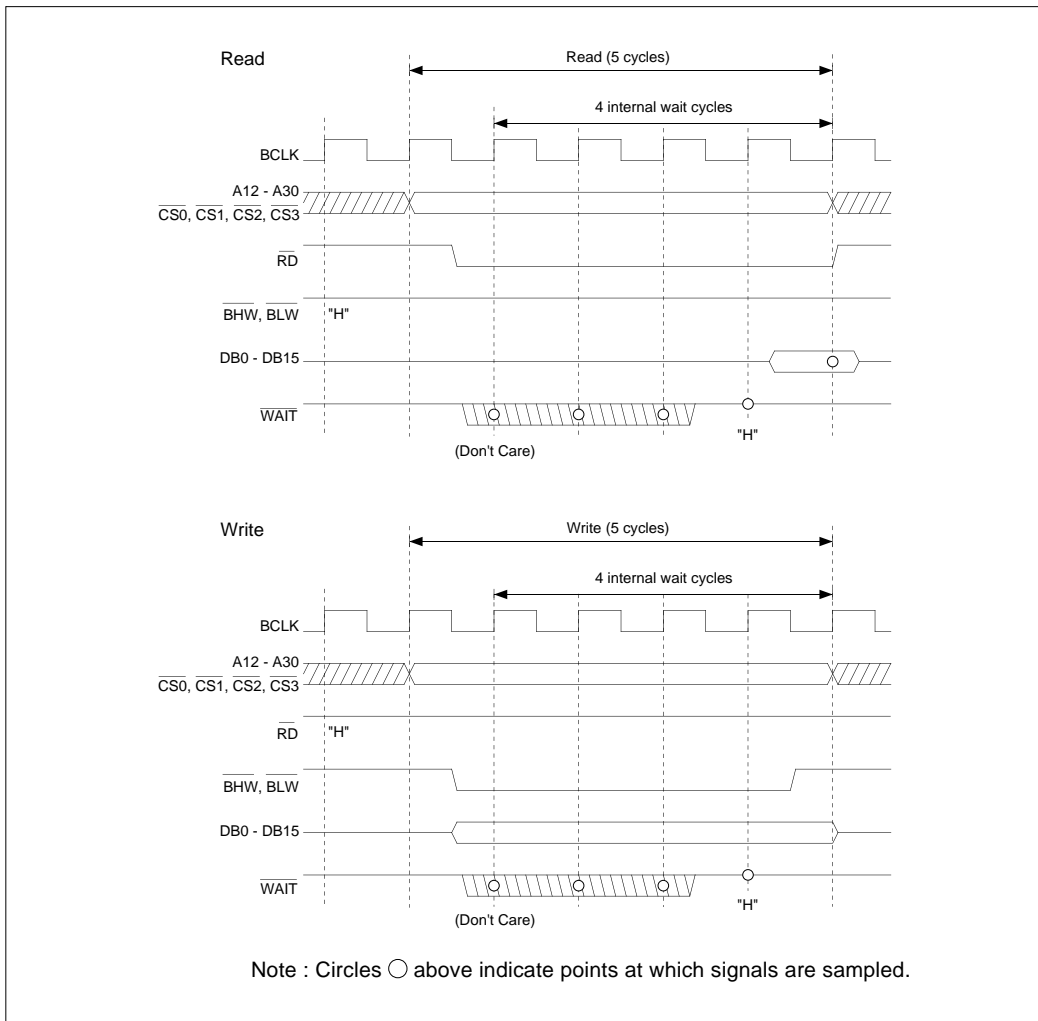 Read
Read (5 cycles)
4 internal wait cycles
BCLK
A12 - A30
CS0, CS1, CS2, CS3
RD
BHW, BLW "H"
DB0 - DB15
WAIT
"H"
(Don't Care)
Write
Write (5 cycles)
4 internal wait cycles
BCLK
A12 - A30
CS0, CS1, CS2, CS3
RD "H"
BHW, BLW
DB0 - DB15
WAIT
"H"
(Don't Care)
Note : Circles ○ above indicate points at which signals are sampled.